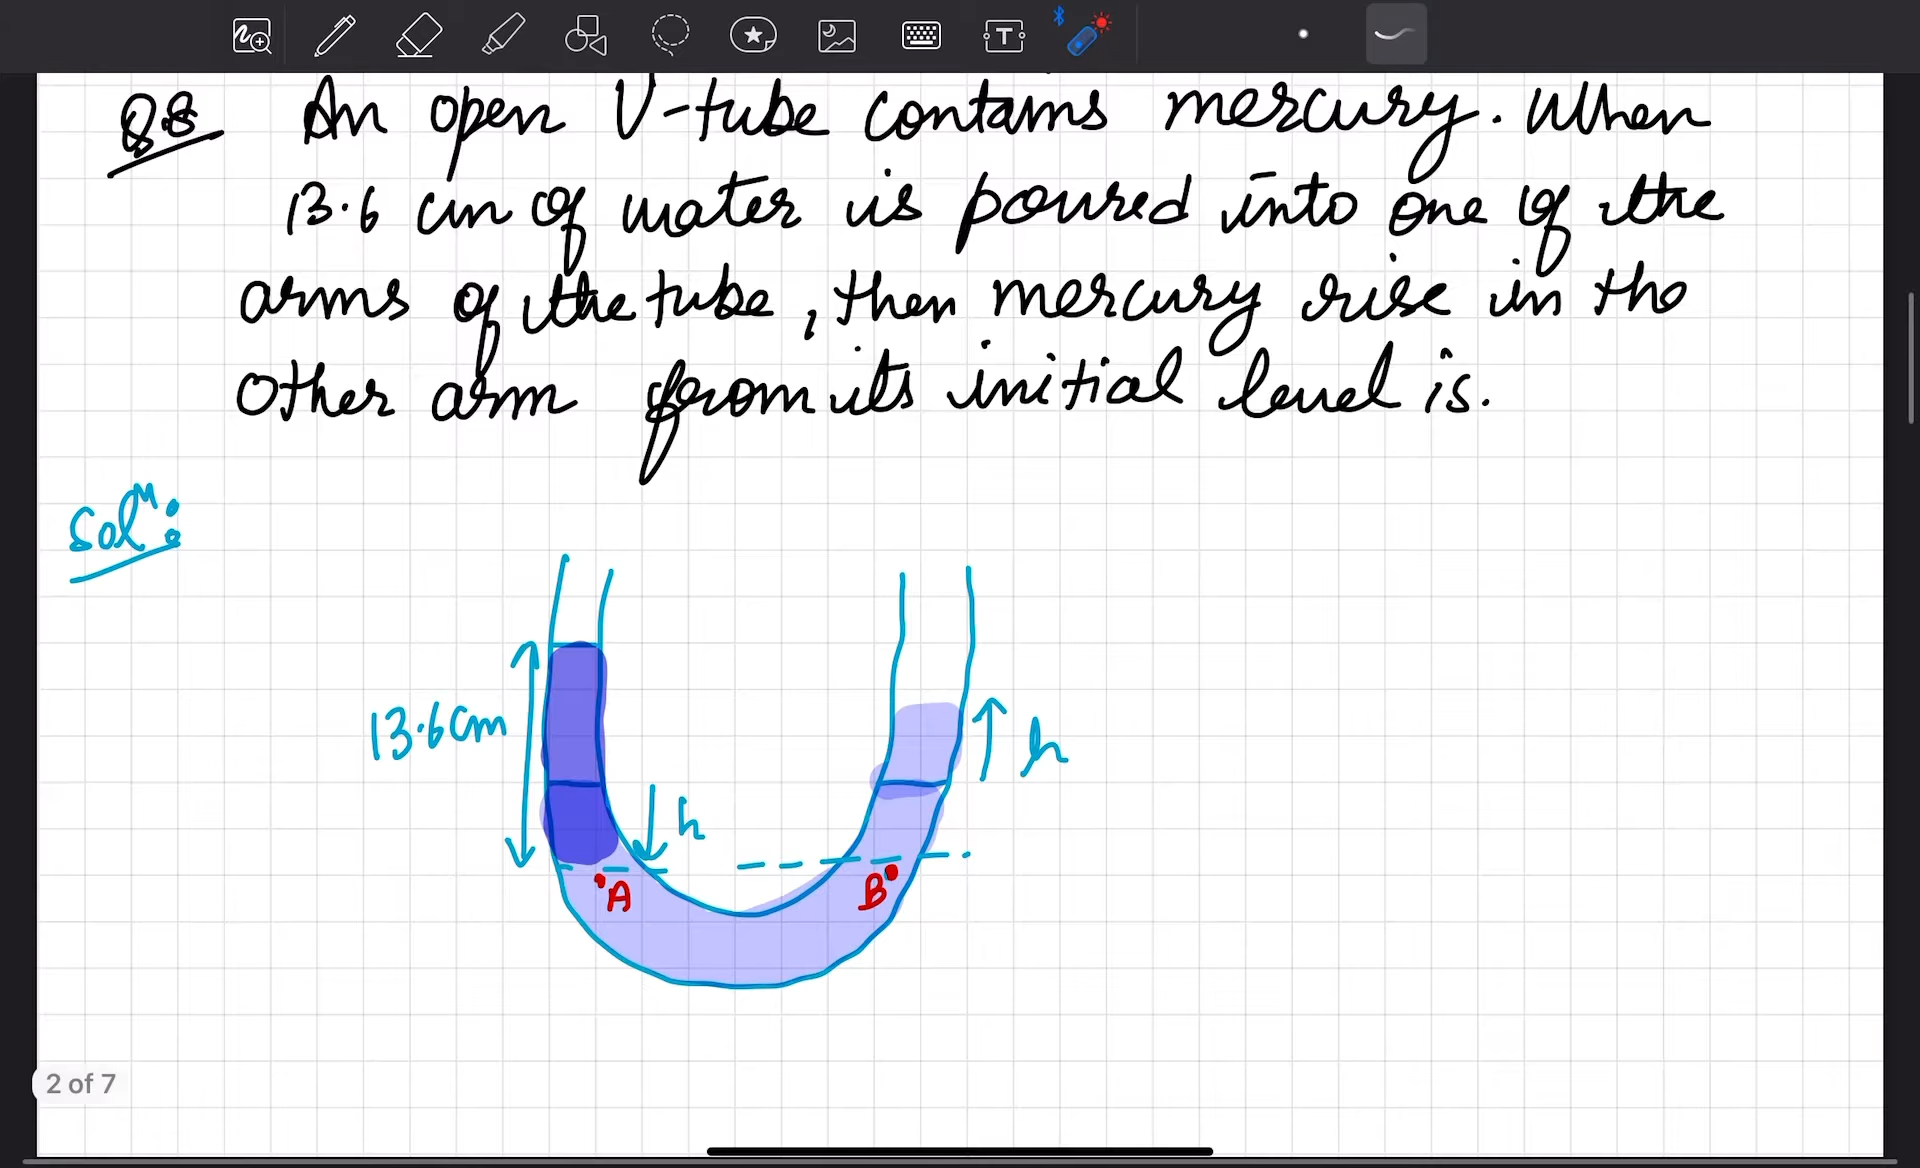 Q8 An open U-tube contains mercury. When
13.6 cm of water is poured into one of the
arms of the tube, then mercury rise in the
other arm from its initial level is.
Solⁿ:
13.6cm
h
h
A
B
2 of 7